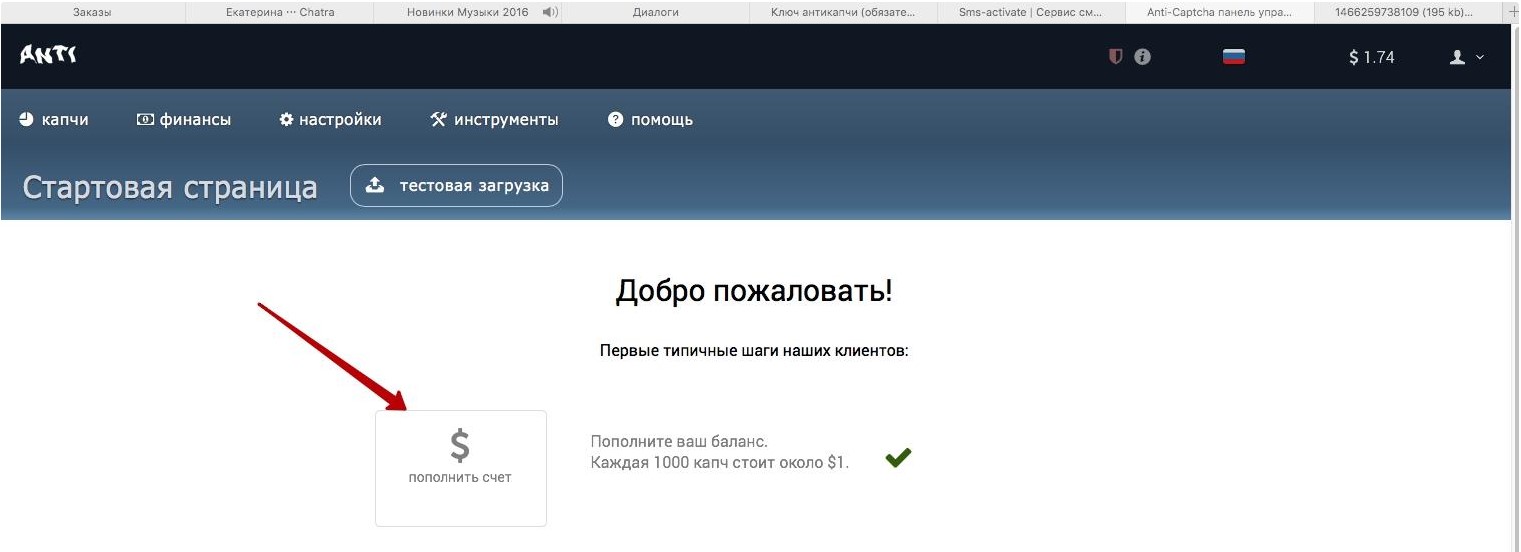 Заказы Екатерина ··· Chatra Новинки Музыки 2016 Диалоги Ключ антикапчи (обязате... Sms-activate | Сервис см... Anti-Captcha панель упра... 1466259738109 (195 kb)...
ANTI $ 1.74
капчи финансы настройки инструменты помощь
Стартовая страница тестовая загрузка
Добро пожаловать!
Первые типичные шаги наших клиентов:
$
пополнить счет
Пополните ваш баланс.
Каждая 1000 капч стоит около $1.